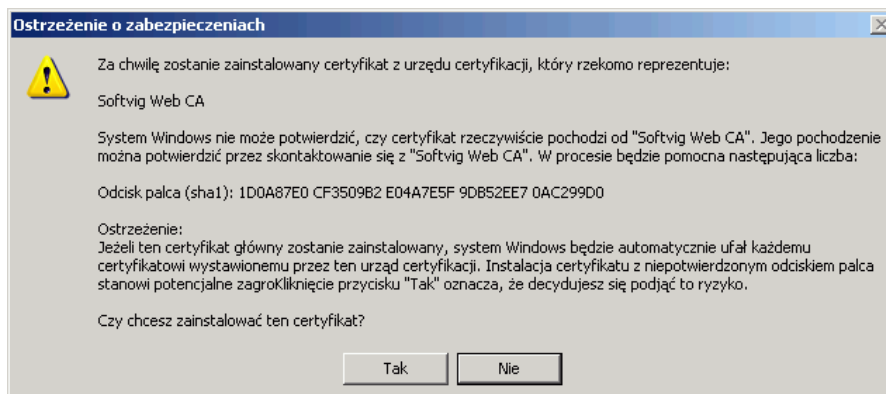 Ostrzeżenie o zabezpieczeniach
Za chwilę zostanie zainstalowany certyfikat z urzędu certyfikacji, który rzekomo reprezentuje:
Softvig Web CA
System Windows nie może potwierdzić, czy certyfikat rzeczywiście pochodzi od "Softvig Web CA". Jego pochodzenie
można potwierdzić przez skontaktowanie się z "Softvig Web CA". W procesie będzie pomocna następująca liczba:
Odcisk palca (sha1): 1D0A87E0 CF3509B2 E04A7E5F 9DB52EE7 0AC299D0
Ostrzeżenie:
Jeżeli ten certyfikat główny zostanie zainstalowany, system Windows będzie automatycznie ufał każdemu
certyfikatowi wystawionemu przez ten urząd certyfikacji. Instalacja certyfikatu z niepotwierdzonym odciskiem palca
stanowi potencjalne zagroKliknięcie przycisku "Tak" oznacza, że decydujesz się podjąć to ryzyko.
Czy chcesz zainstalować ten certyfikat?
Tak
Nie